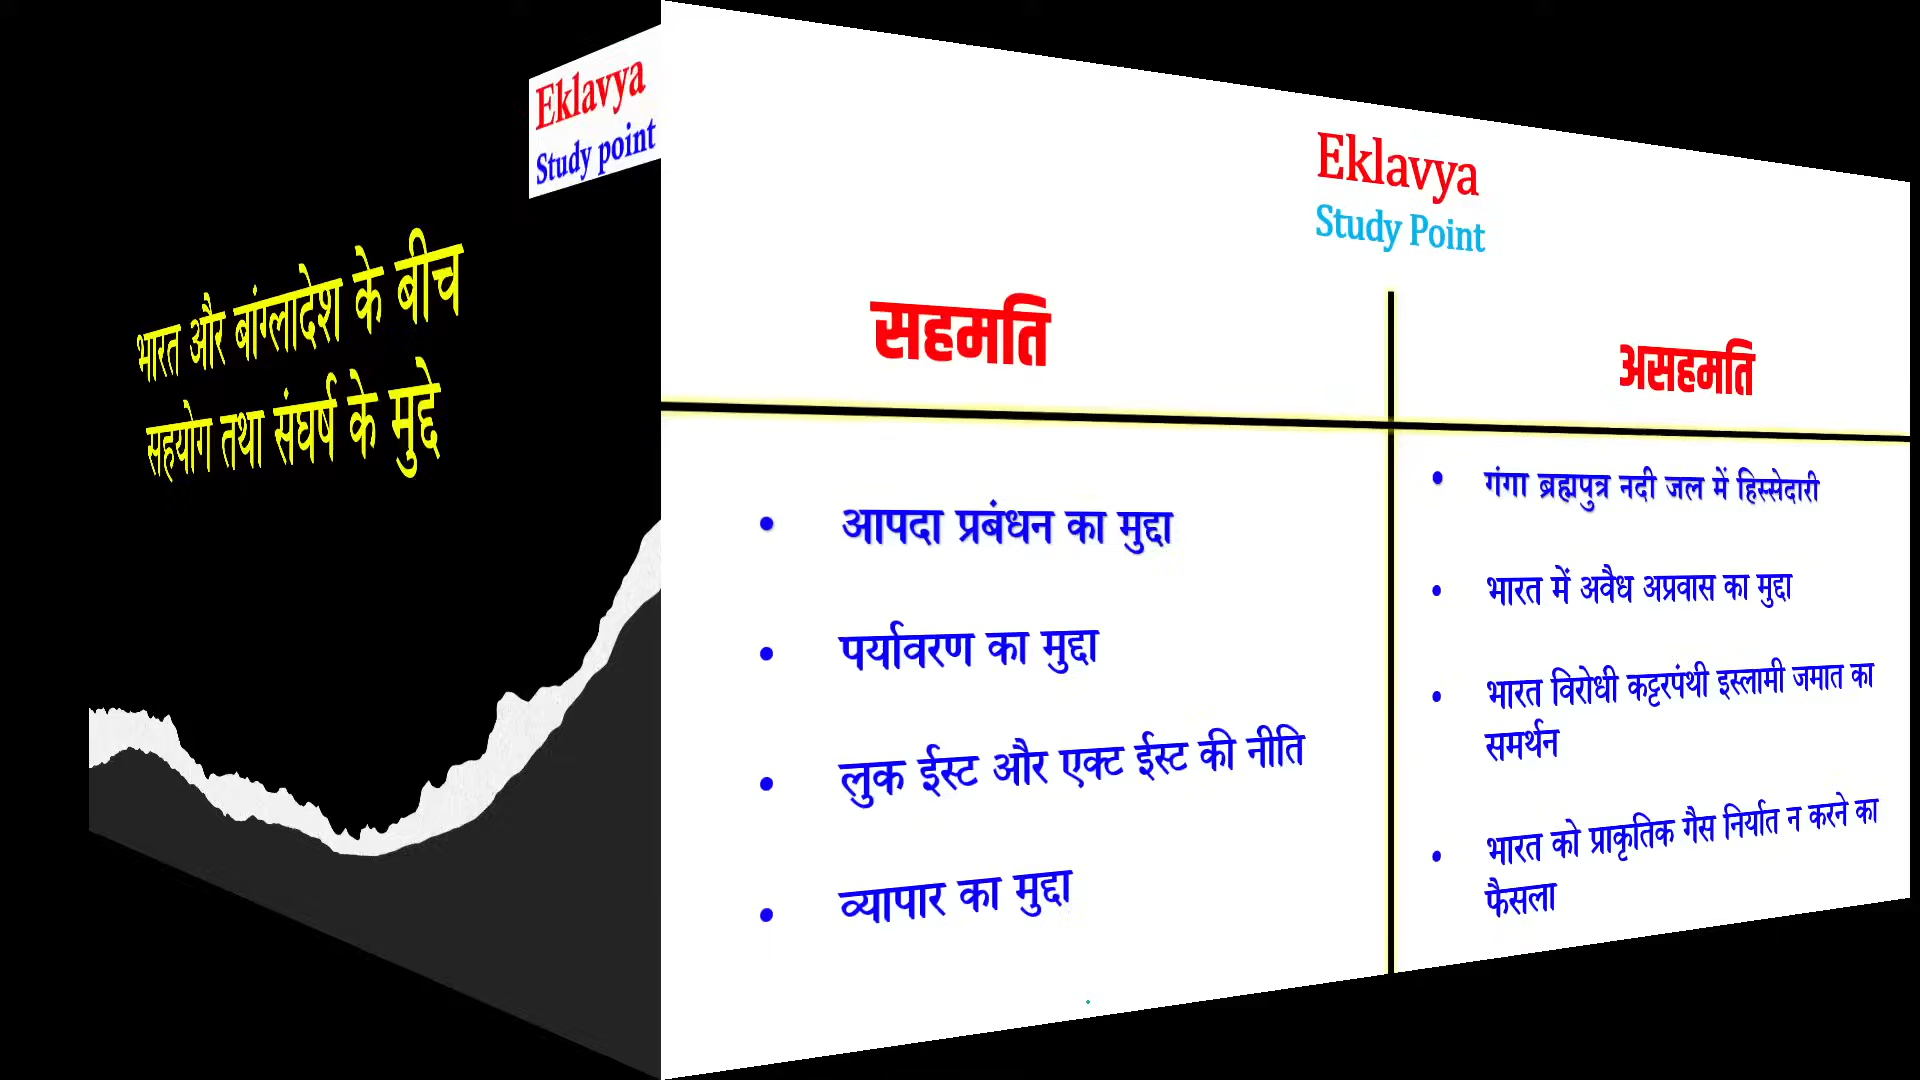 Eklavya
Study point
भारत और बांग्लादेश के बीच
सहयोग तथा संघर्ष के मुद्दे
Eklavya
Study Point
सहमति
असहमति
• आपदा प्रबंधन का मुद्दा
• पर्यावरण का मुद्दा
• लुक ईस्ट और एक्ट ईस्ट की नीति
• व्यापार का मुद्दा
• गंगा ब्रह्मपुत्र नदी जल में हिस्सेदारी
• भारत में अवैध अप्रवास का मुद्दा
• भारत विरोधी कट्टरपंथी इस्लामी जमात का
समर्थन
• भारत को प्राकृतिक गैस निर्यात न करने का
फैसला